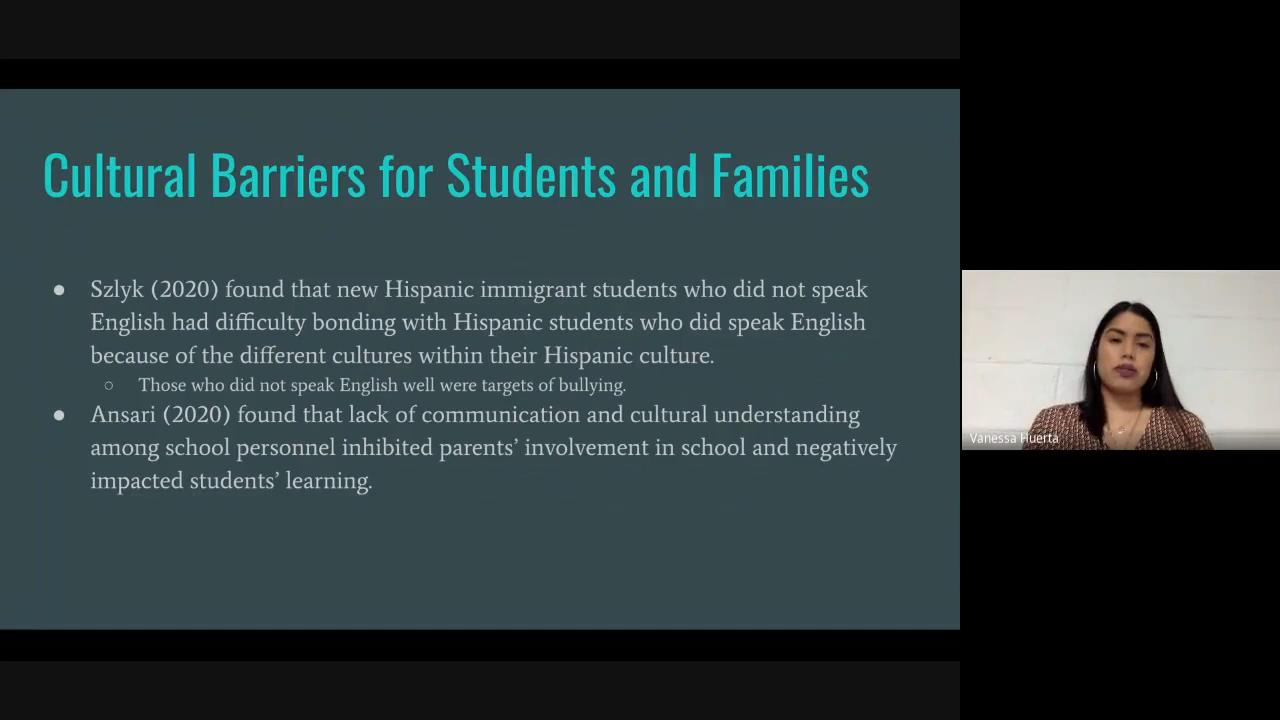 Cultural Barriers for Students and Families
● Szlyk (2020) found that new Hispanic immigrant students who did not speak
English had difficulty bonding with Hispanic students who did speak English
because of the different cultures within their Hispanic culture.
○ Those who did not speak English well were targets of bullying.
● Ansari (2020) found that lack of communication and cultural understanding
among school personnel inhibited parents’ involvement in school and negatively
impacted students’ learning.
Vanessa Huerta